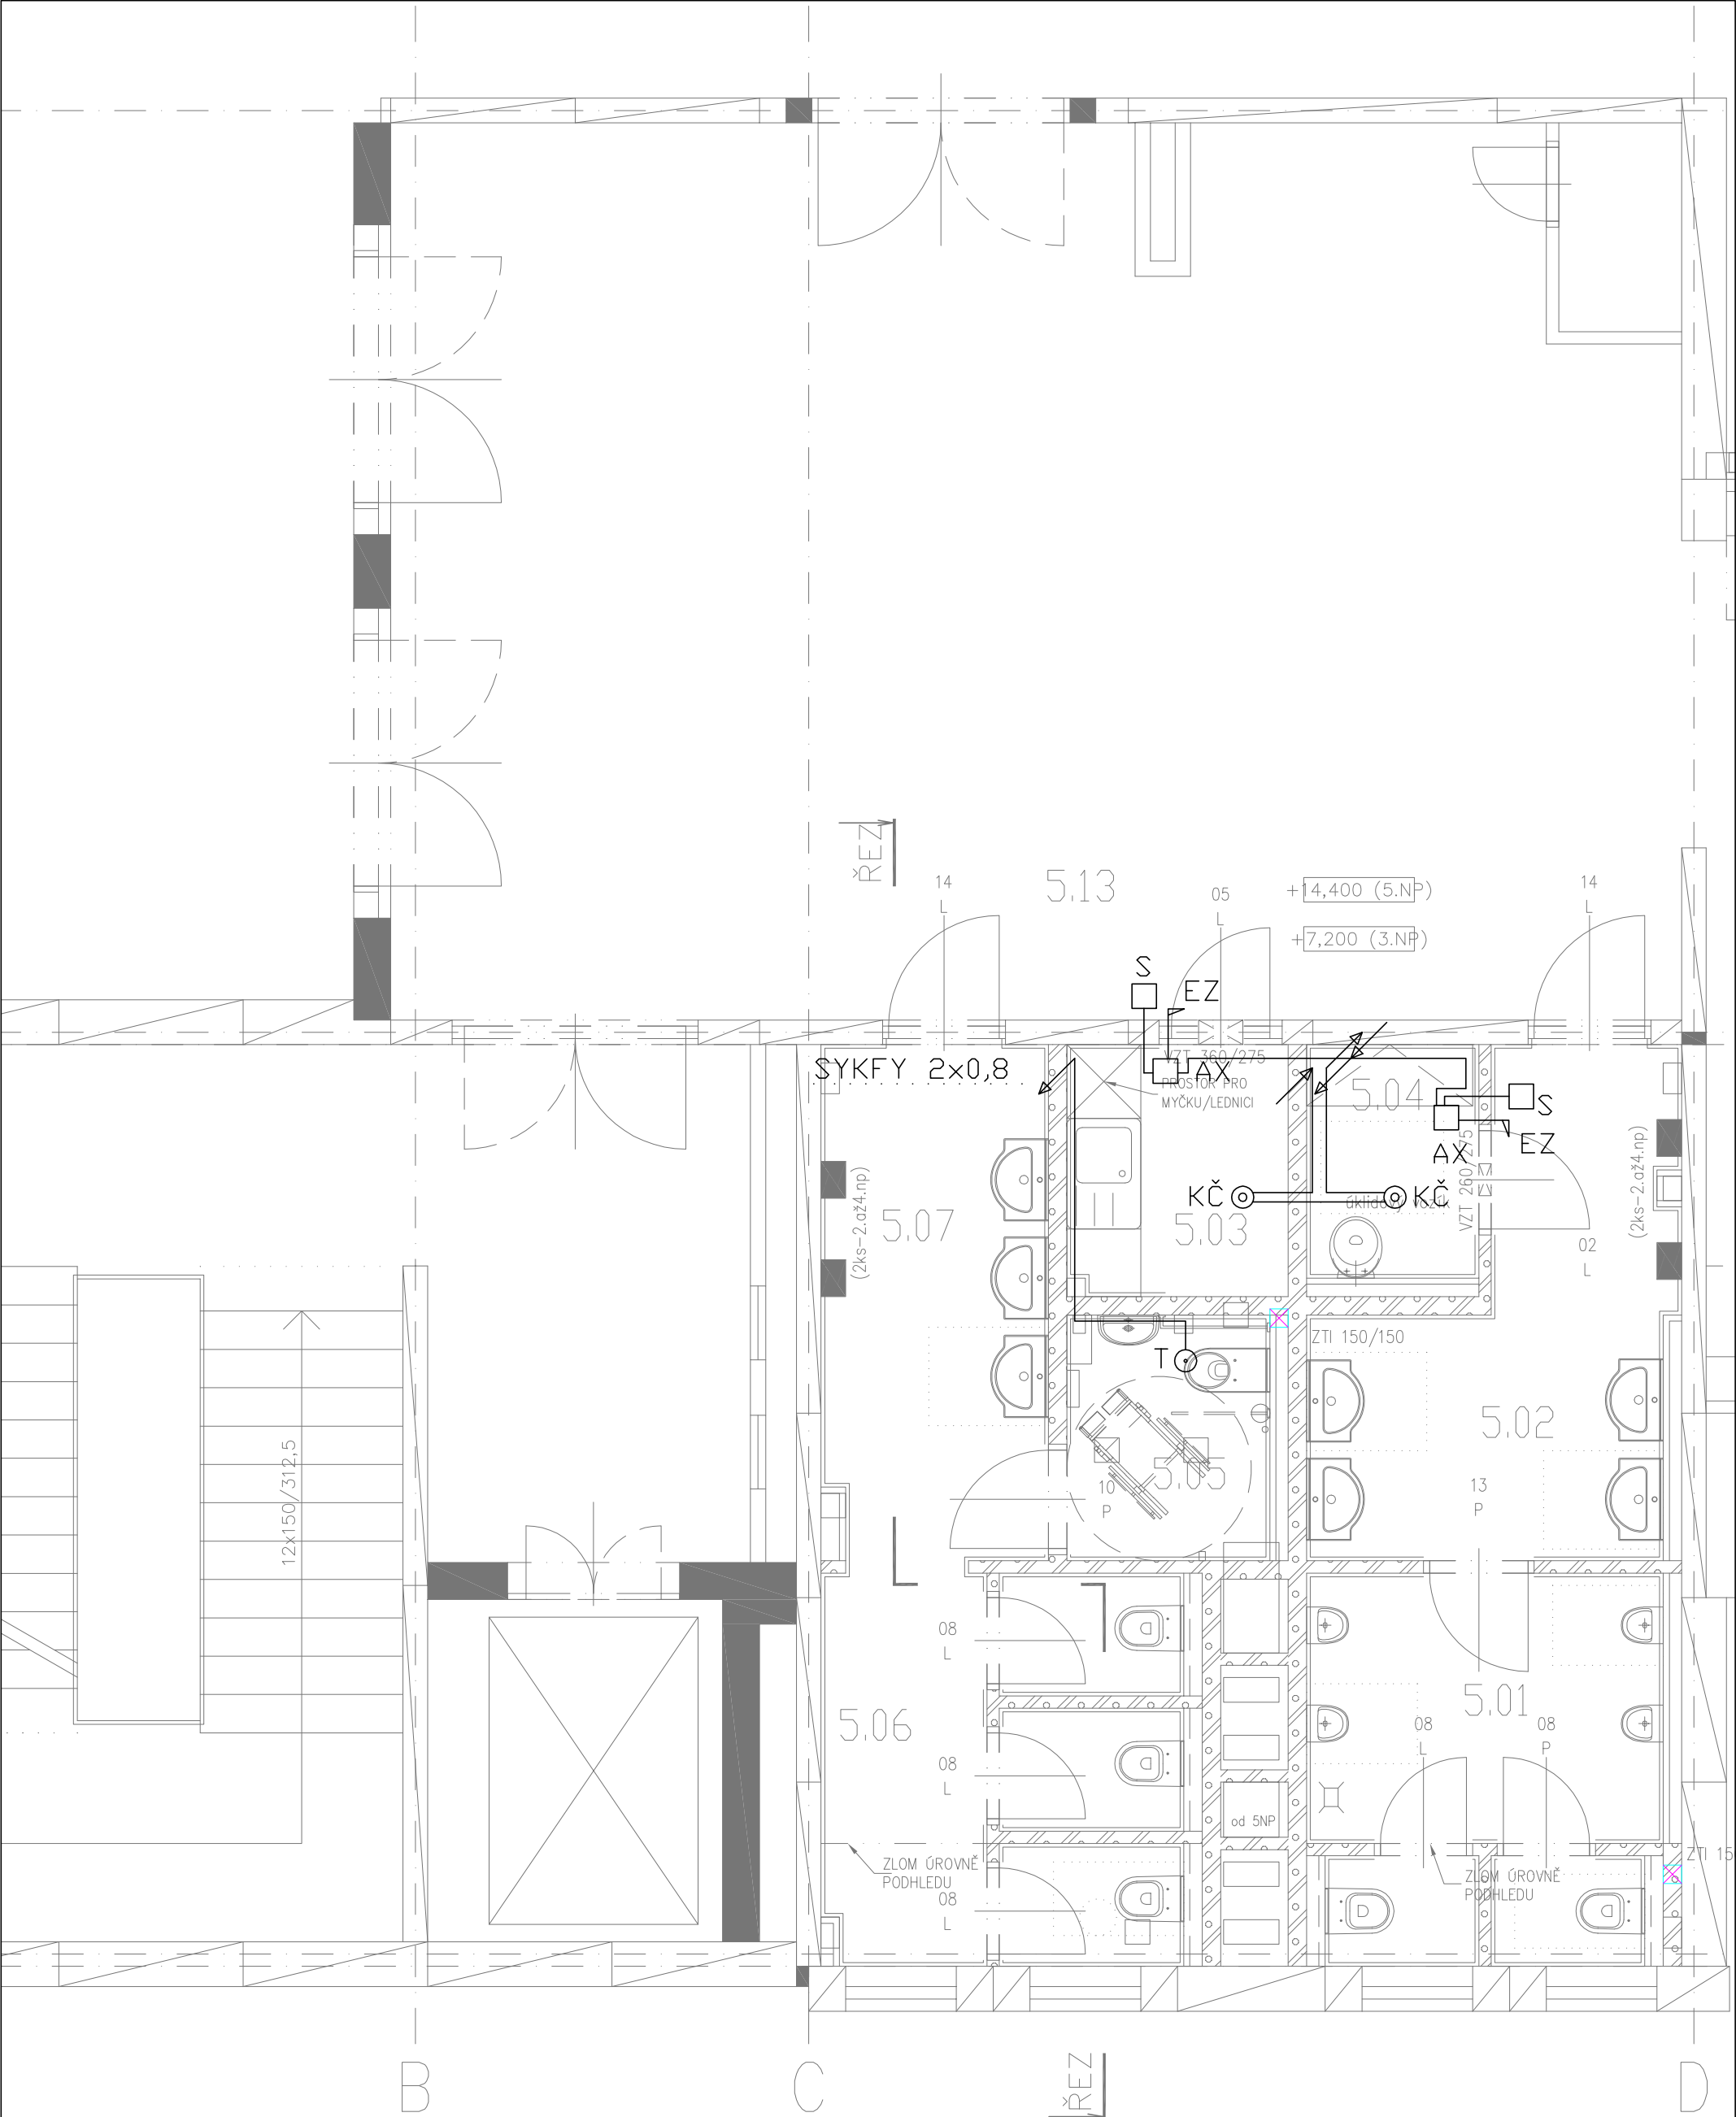 ŘEZ
5.13
14
L
05
L
+14,400 (5.NP)
+7,200 (3.NP)
14
L
S
EZ
SYKFY 2x0,8
VZT 360/275
AX
PROSTOR PRO
MYČKU/LEDNICI
5.04
S
EZ
AX
VZT 260/275
(2ks-2.až4.np)
(2ks-2.až4.np)
KČ
KČ
úklidový vozík
5.07
5.03
02
L
ZTI 150/150
T
5.02
5.05
10
P
13
P
12x150/312,5
08
L
5.06
5.01
08
L
08
P
08
L
od 5NP
ZLOM ÚROVNĚ
PODHLEDU
ZLOM ÚROVNĚ
PODHLEDU
08
L
ZTI 15
ŘEZ
B
C
D